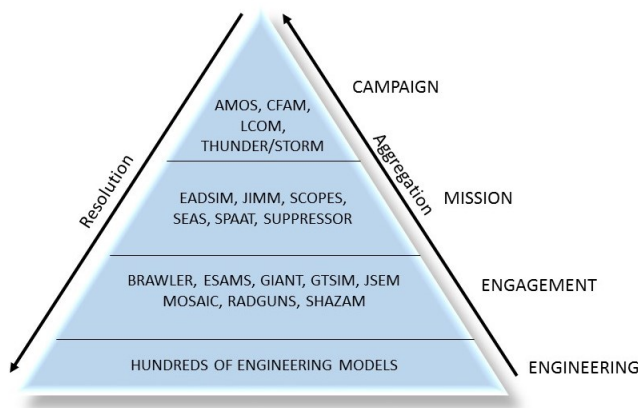 CAMPAIGN
AMOS, CFAM,
LCOM,
THUNDER/STORM
Resolution
Aggregation
MISSION
EADSIM, JIMM, SCOPES,
SEAS, SPAAT, SUPPRESSOR
ENGAGEMENT
BRAWLER, ESAMS, GIANT, GTSIM, JSEM
MOSAIC, RADGUNS, SHAZAM
HUNDREDS OF ENGINEERING MODELS
ENGINEERING